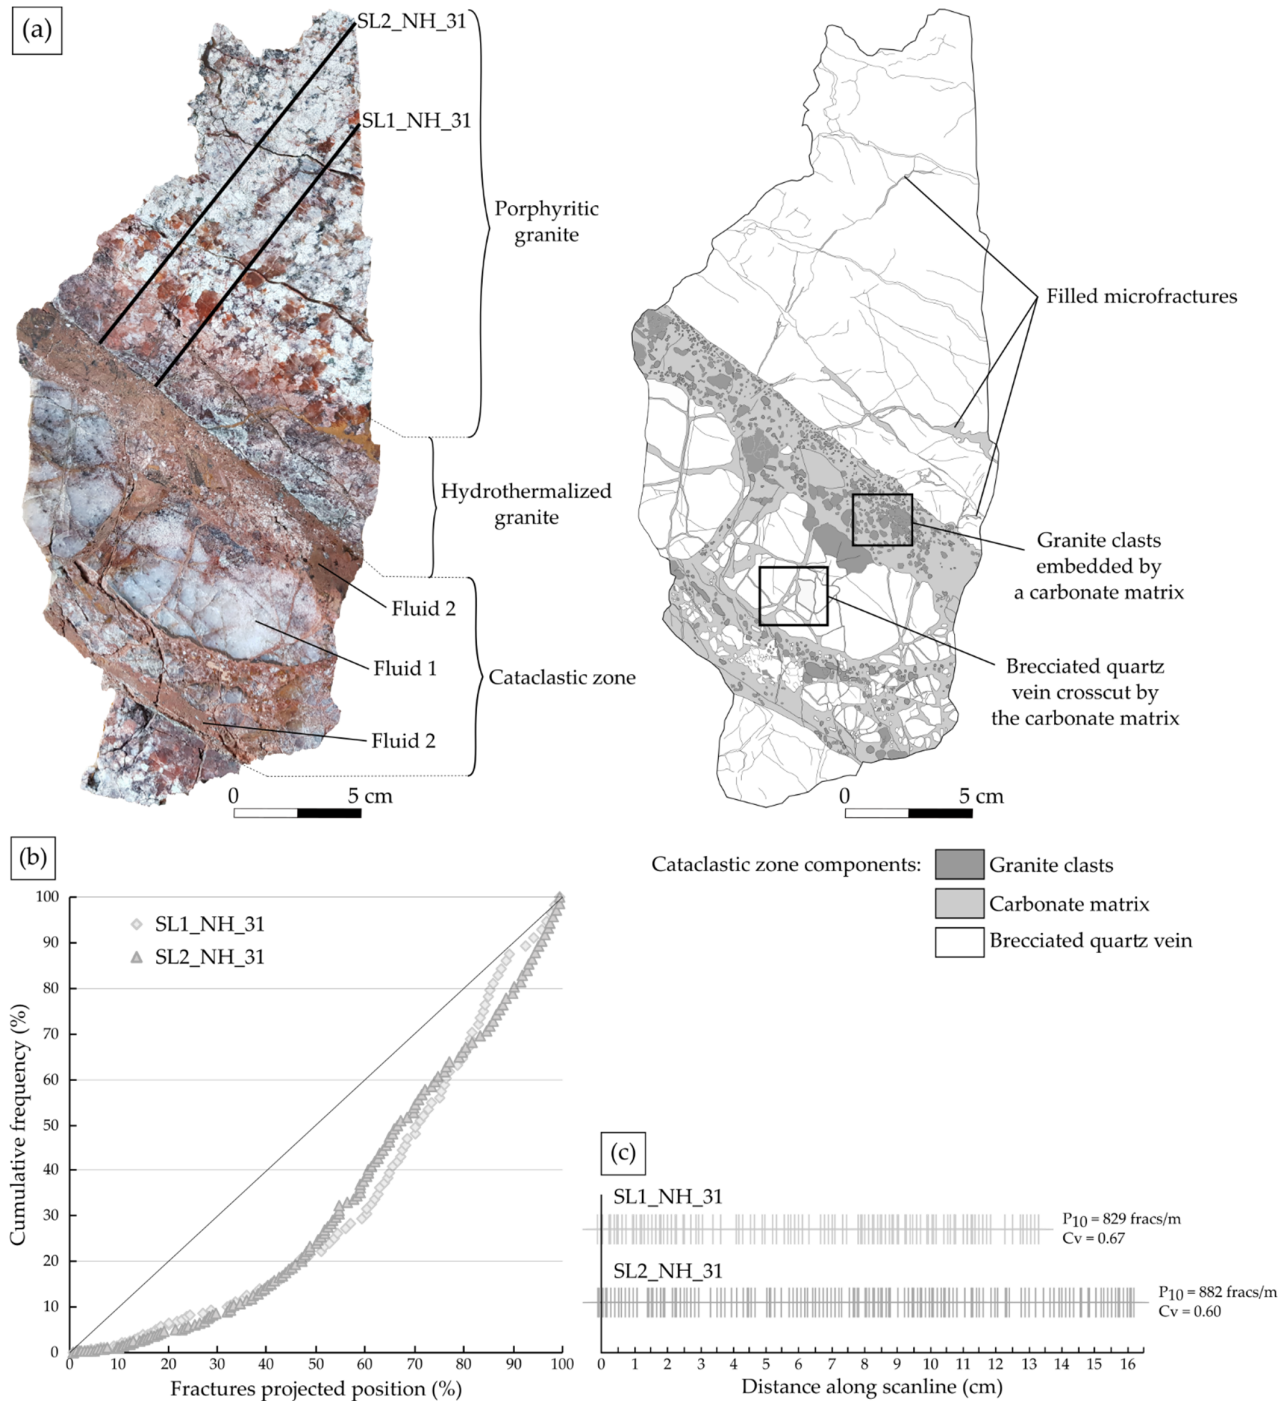 (a)
SL2_NH_31
SL1_NH_31
Porphyritic
granite
Hydrothermalized
granite
Fluid 2
Fluid 1
Cataclastic zone
Fluid 2
0 5 cm
Filled microfractures
Granite clasts
embedded by
a carbonate matrix
Brecciated quartz
vein crosscut by
the carbonate matrix
0 5 cm
Cataclastic zone components:
Granite clasts
Carbonate matrix
Brecciated quartz vein
(b)
SL1_NH_31
SL2_NH_31
Cumulative frequency (%)
100
90
80
70
60
50
40
30
20
10
0
0 10 20 30 40 50 60 70 80 90 100
Fractures projected position (%)
(c)
SL1_NH_31
P10 = 829 fracs/m
Cv = 0.67
SL2_NH_31
P10 = 882 fracs/m
Cv = 0.60
0 1 2 3 4 5 6 7 8 9 10 11 12 13 14 15 16
Distance along scanline (cm)